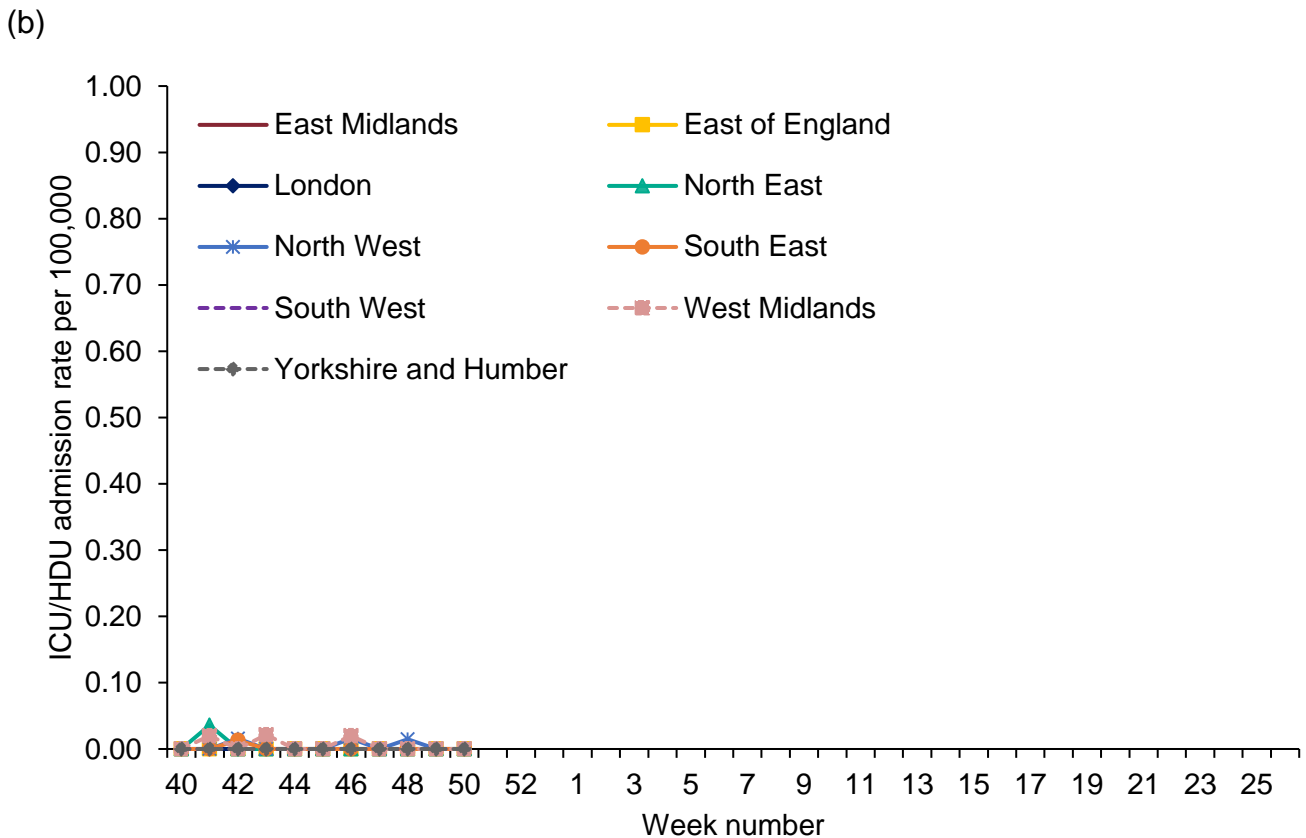 (b)
ICU/HDU admission rate per 100,000
1.00
0.90
0.80
0.70
0.60
0.50
0.40
0.30
0.20
0.10
0.00
East Midlands
East of England
London
North East
North West
South East
South West
West Midlands
Yorkshire and Humber
40 42 44 46 48 50 52 1 3 5 7 9 11 13 15 17 19 21 23 25
Week number